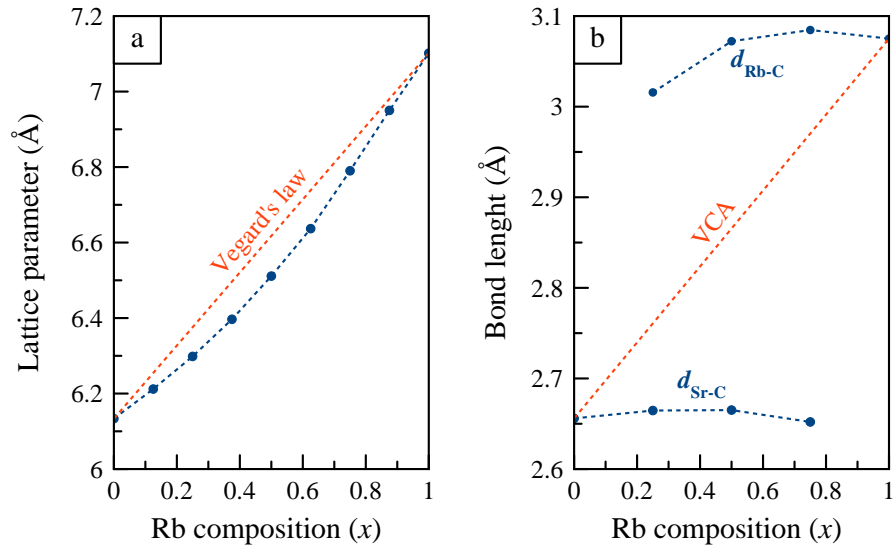 a
7.2
7
6.8
6.6
6.4
6.2
6
Lattice parameter (Å)
Vegard's law
0
0.2
0.4
0.6
0.8
1
Rb composition (x)
b
3.1
3
2.9
2.8
2.7
2.6
Bond lenght (Å)
d Rb-C
VCA
d Sr-C
0
0.2
0.4
0.6
0.8
1
Rb composition (x)